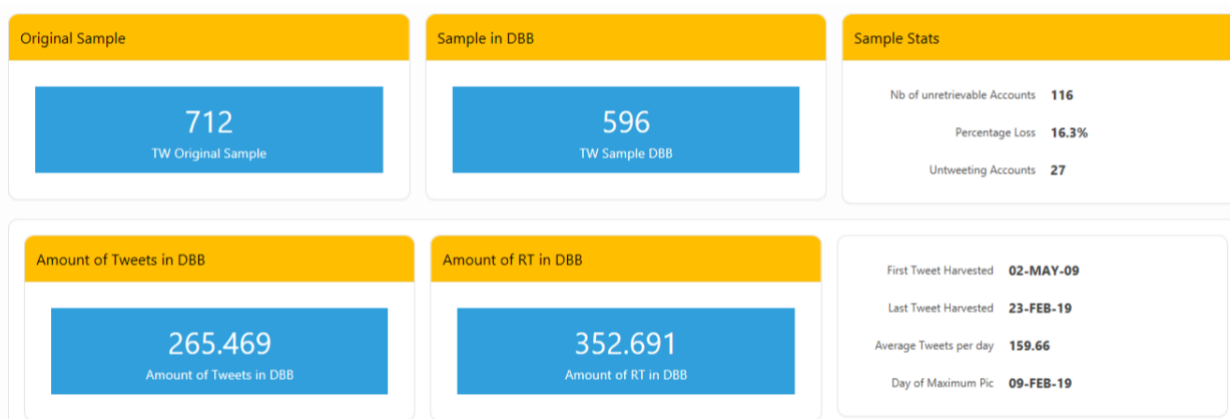 Original Sample
712
TW Original Sample
Sample in DBB
596
TW Sample DBB
Sample Stats
Nb of unretrievable Accounts 116
Percentage Loss 16.3%
Untweeting Accounts 27
Amount of Tweets in DBB
265.469
Amount of Tweets in DBB
Amount of RT in DBB
352.691
Amount of RT in DBB
First Tweet Harvested 02-MAY-09
Last Tweet Harvested 23-FEB-19
Average Tweets per day 159.66
Day of Maximum Pic 09-FEB-19